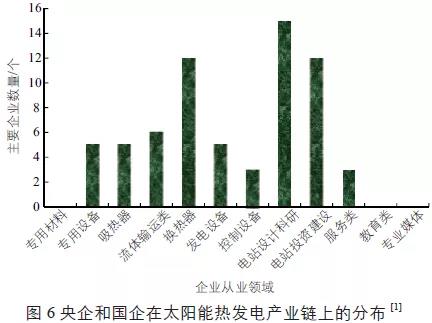 16
14
12
10
8
6
4
2
0
主要企业数量/个
专用材料
专用设备
吸热器
流体输运类
换热器
发电设备
控制设备
电站设计科研
电站投资建设
服务类
教育类
专业媒体
企业从业领域
图 6 央企和国企在太阳能热发电产业链上的分布 [1]